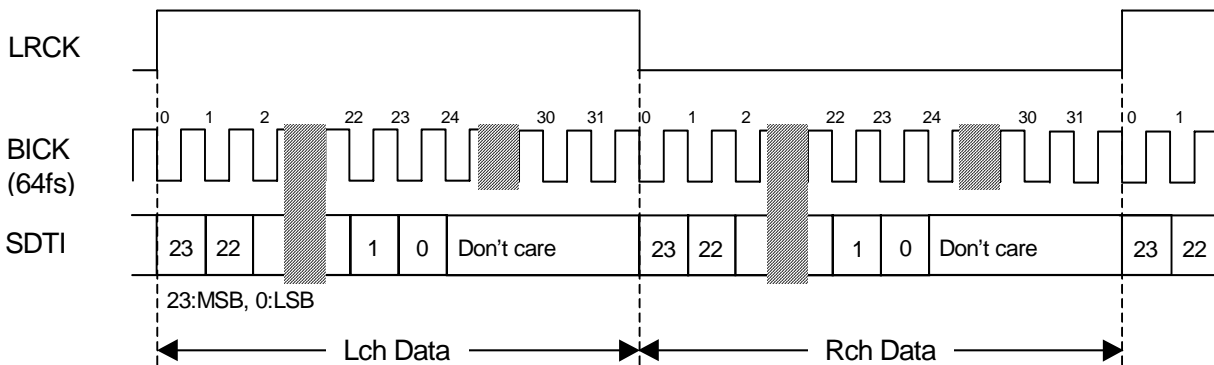 LRCK
0 1 2 22 23 24 30 31 0 1 2 22 23 24 30 31 0 1
BICK
(64fs)
SDTI 23 22 1 0 Don't care 23 22 1 0 Don't care 23 22
23:MSB, 0:LSB
Lch Data Rch Data